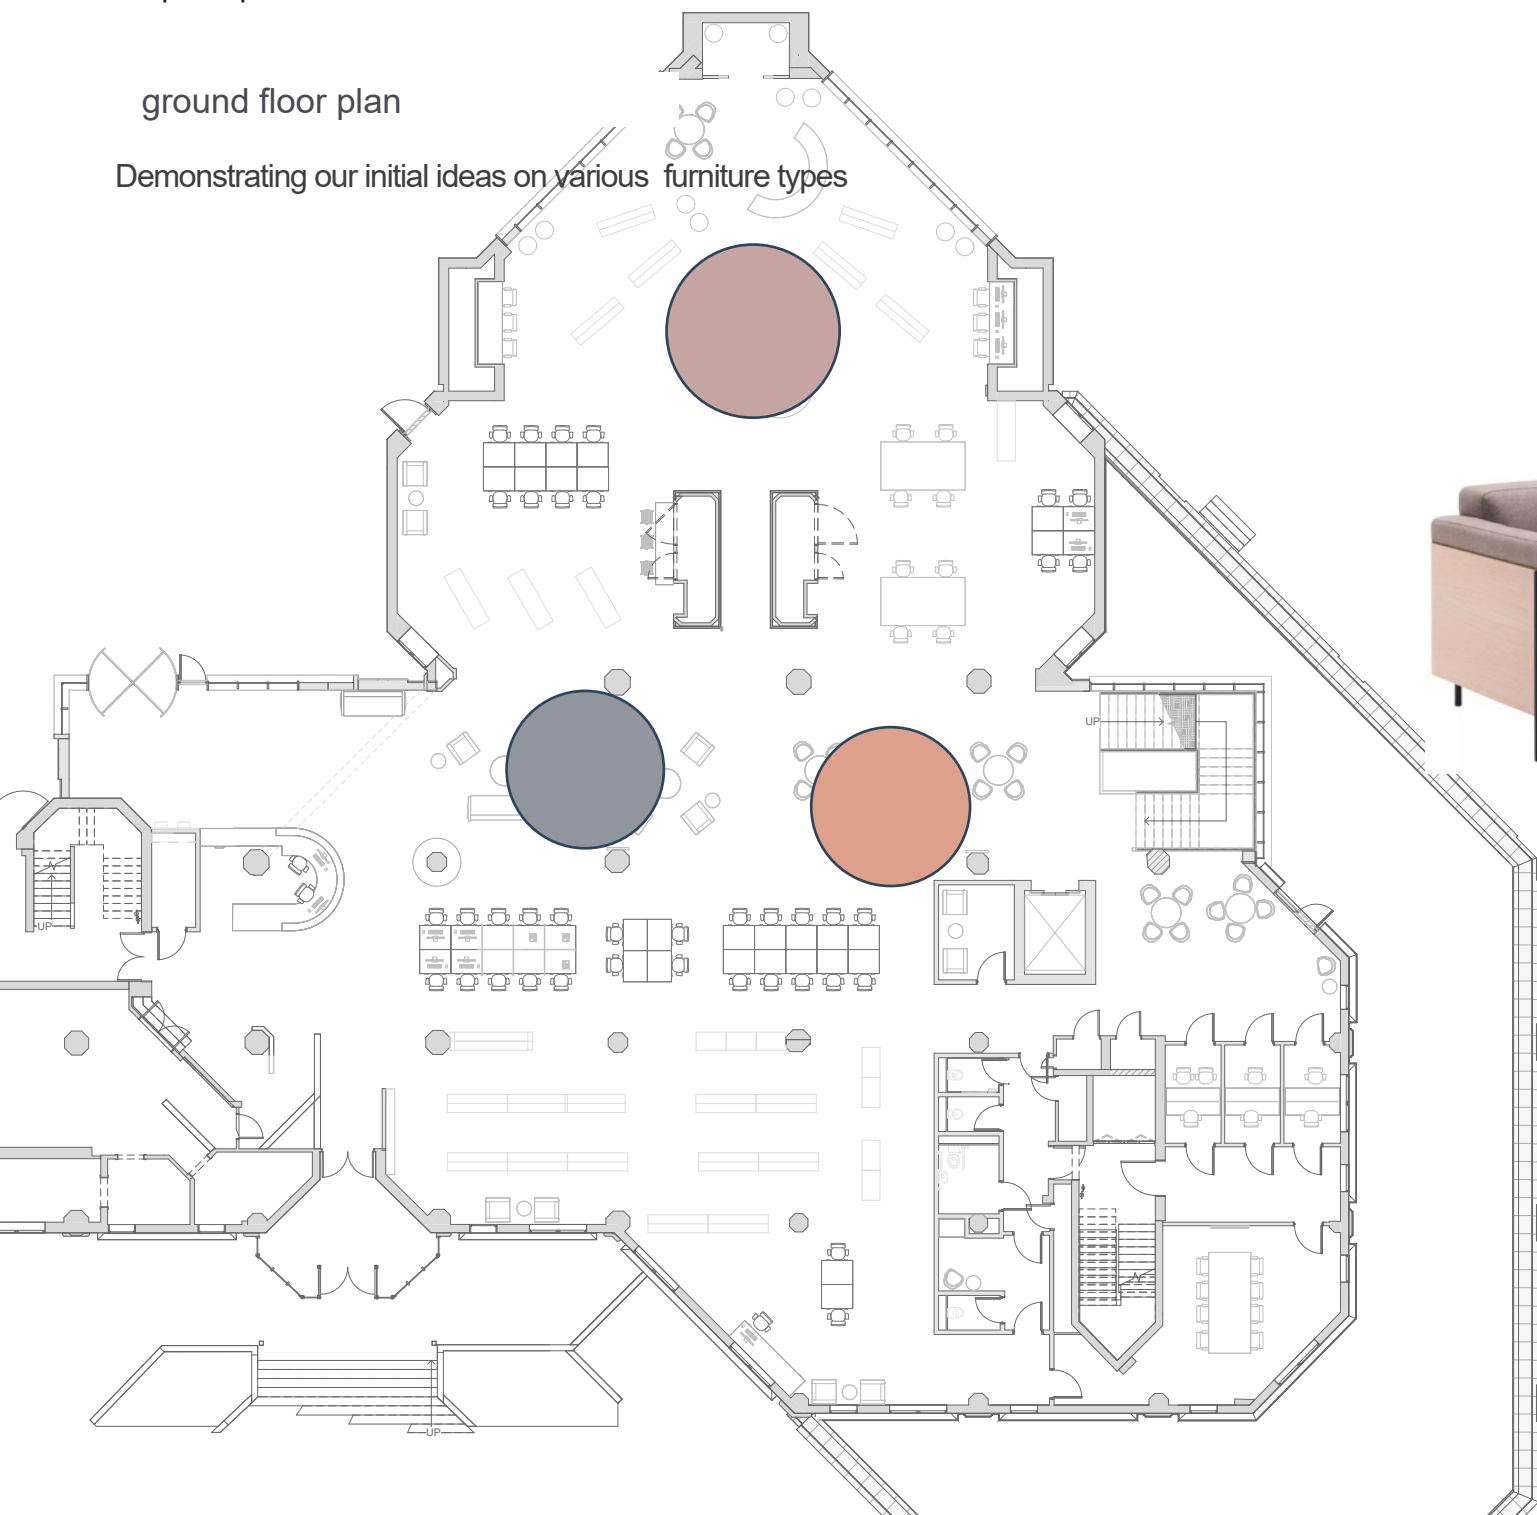 ground floor plan
Demonstrating our initial ideas on various furniture types
UP
UP
UP